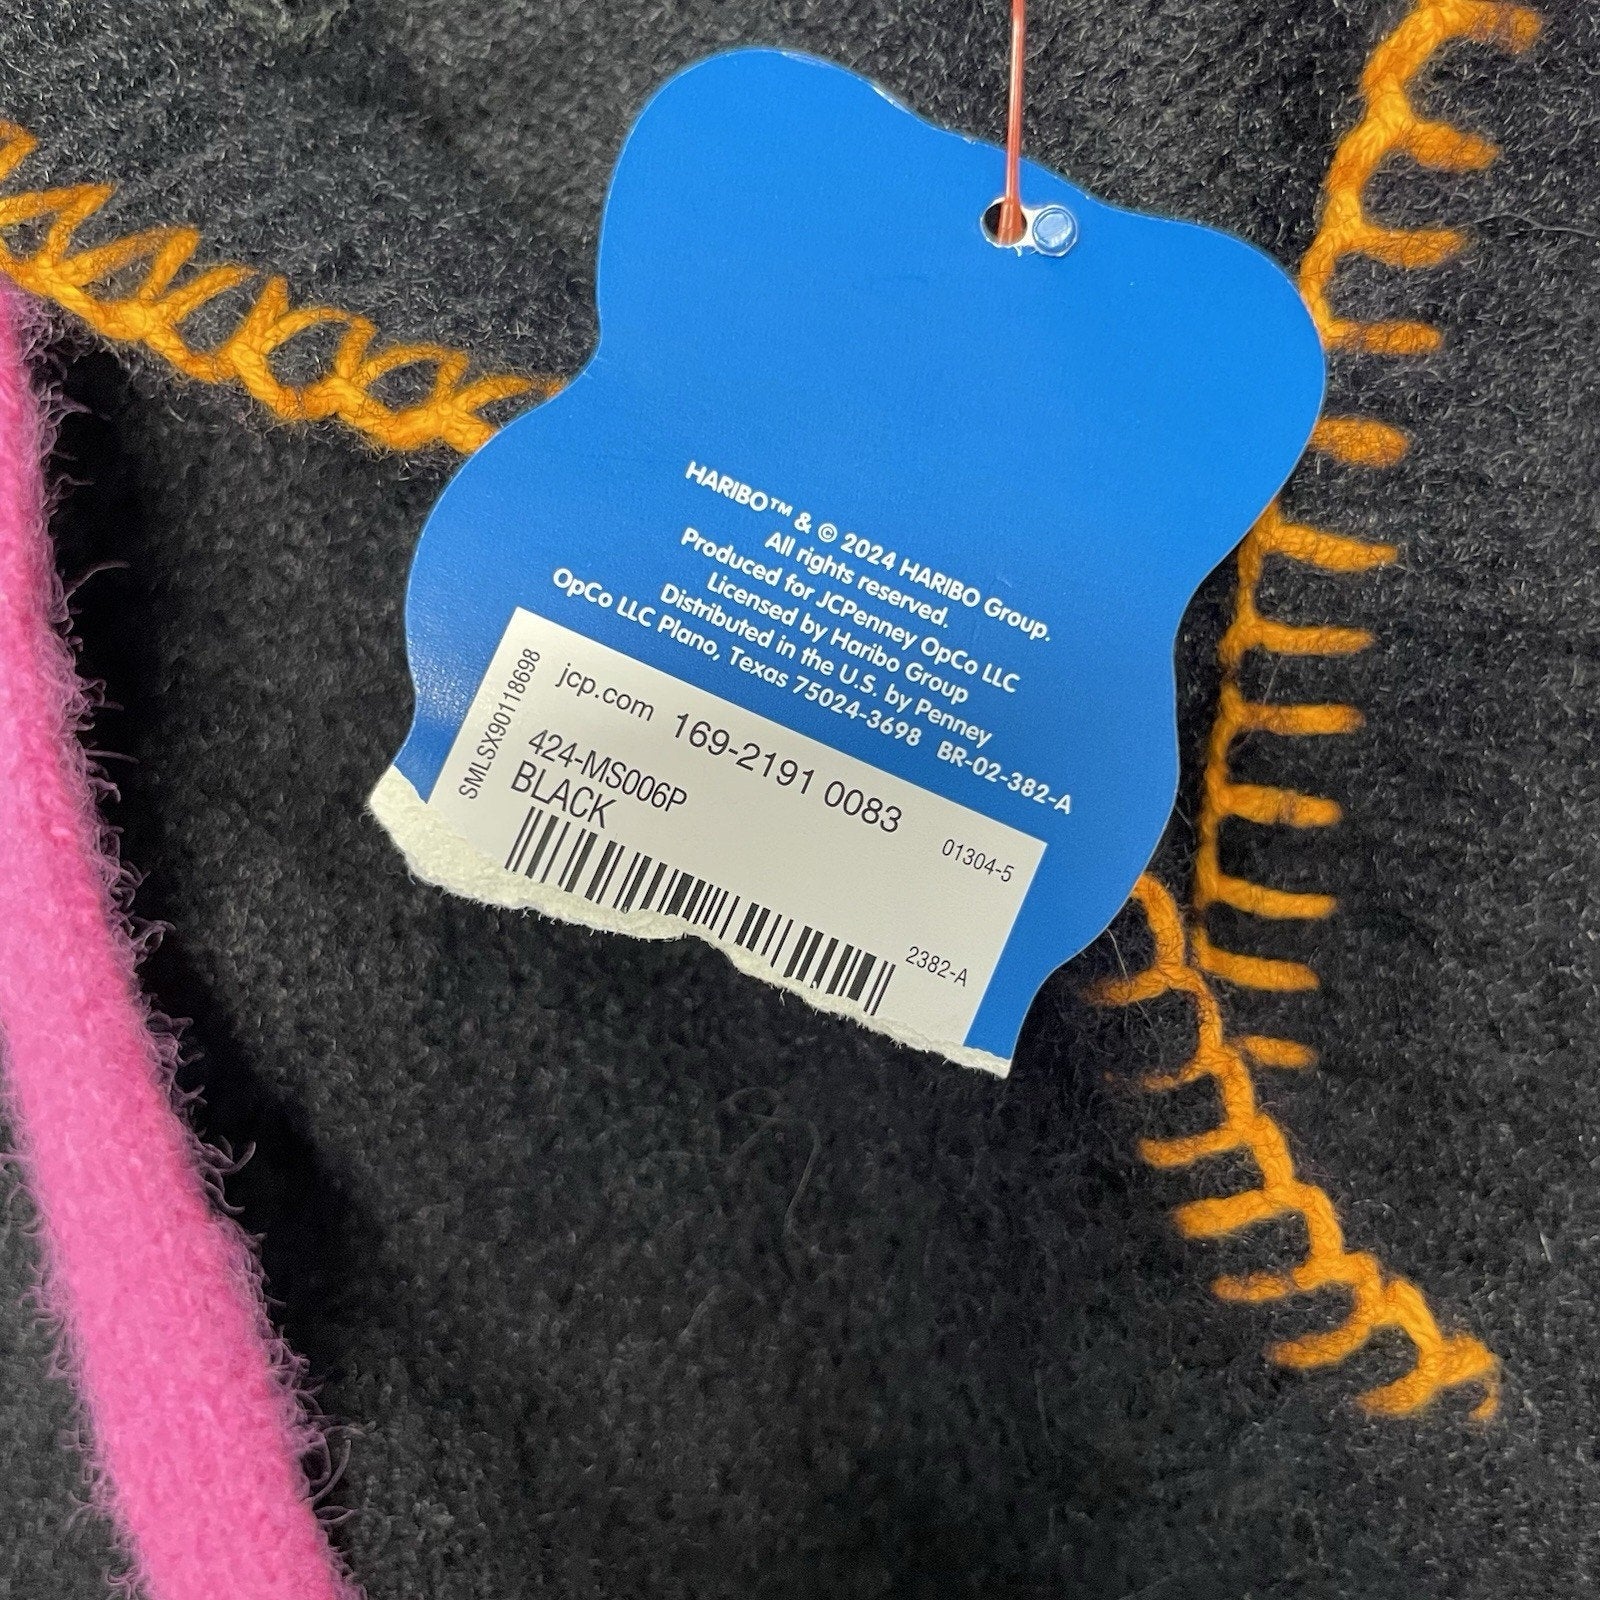 HARIBO™ & © 2024 HARIBO Group.
All rights reserved.
Produced for JCPenney OpCo LLC
Licensed by Haribo Group
Distributed in the U.S. by Penney
OpCo LLC Plano, Texas 75024-3698 BR-02-382-A
SMLSX90118698
jcp.com 169-2191 0083
424-MS006P
01304-5
BLACK
2382-A